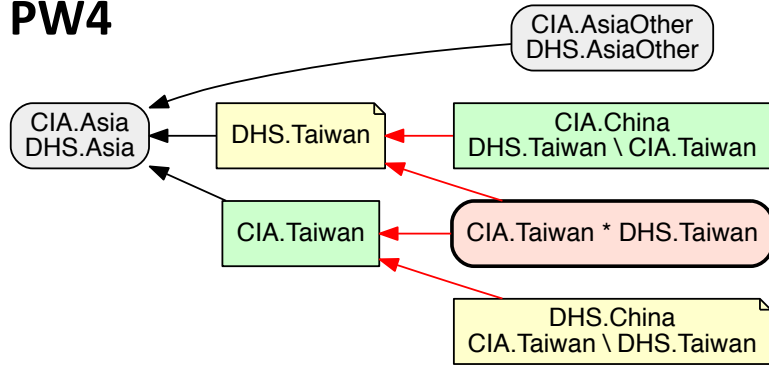 PW4
CIA.AsiaOther
DHS.AsiaOther
CIA.Asia
DHS.Asia
DHS.Taiwan
CIA.China
DHS.Taiwan \ CIA.Taiwan
CIA.Taiwan
CIA.Taiwan * DHS.Taiwan
DHS.China
CIA.Taiwan \ DHS.Taiwan